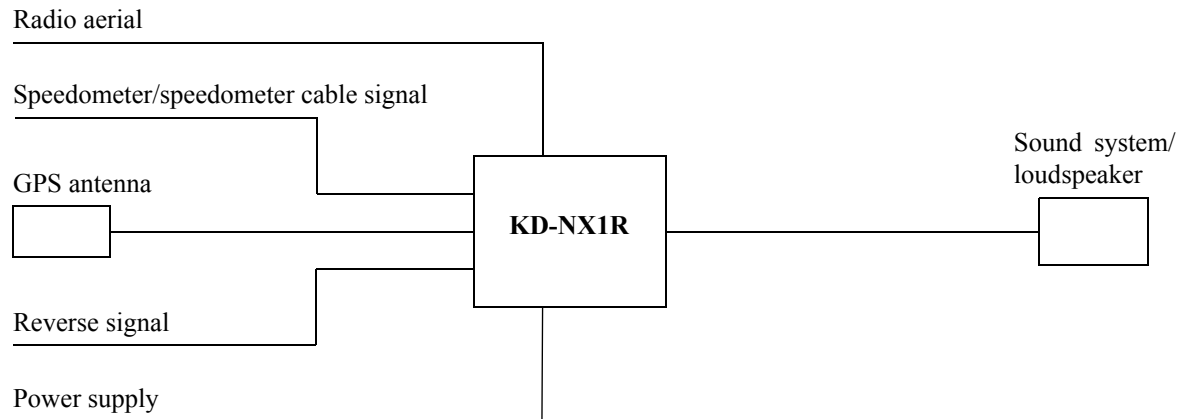 Radio aerial
Speedometer/speedometer cable signal
Sound system/
loudspeaker
GPS antenna
KD-NX1R
Reverse signal
Power supply